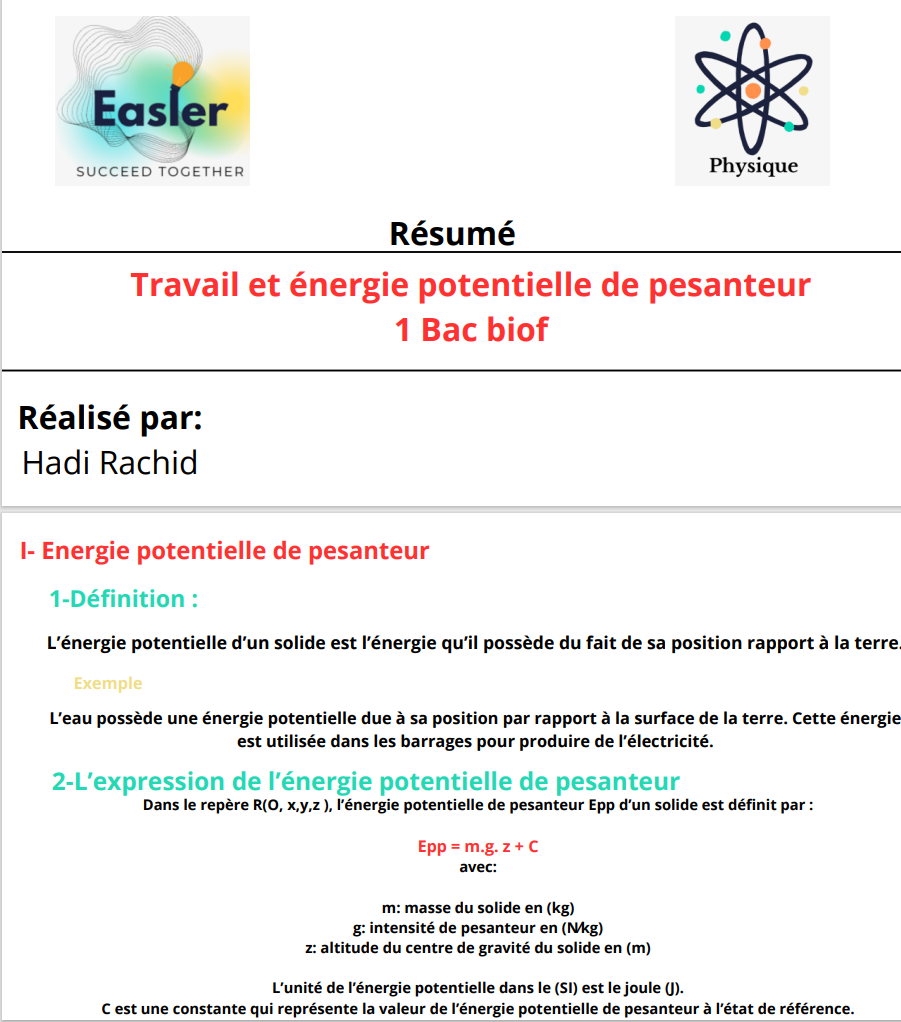 Easier
SUCCEED TOGETHER
Physique
Résumé
Travail et énergie potentielle de pesanteur
1 Bac biof
Réalisé par:
Hadi Rachid
I- Energie potentielle de pesanteur
1-Définition :
L’énergie potentielle d’un solide est l’énergie qu’il possède du fait de sa position rapport à la terre.
Exemple
L’eau possède une énergie potentielle due à sa position par rapport à la surface de la terre. Cette énergie
est utilisée dans les barrages pour produire de l’électricité.
2-L’expression de l’énergie potentielle de pesanteur
Dans le repère R(O, x,y,z ), l’énergie potentielle de pesanteur Epp d’un solide est définit par :
Epp = m.g. z + C
avec:
m: masse du solide en (kg)
g: intensité de pesanteur en (N⁄kg)
z: altitude du centre de gravité du solide en (m)
L’unité de l’énergie potentielle dans le (SI) est le joule (J).
C est une constante qui représente la valeur de l’énergie potentielle de pesanteur à l’état de référence.